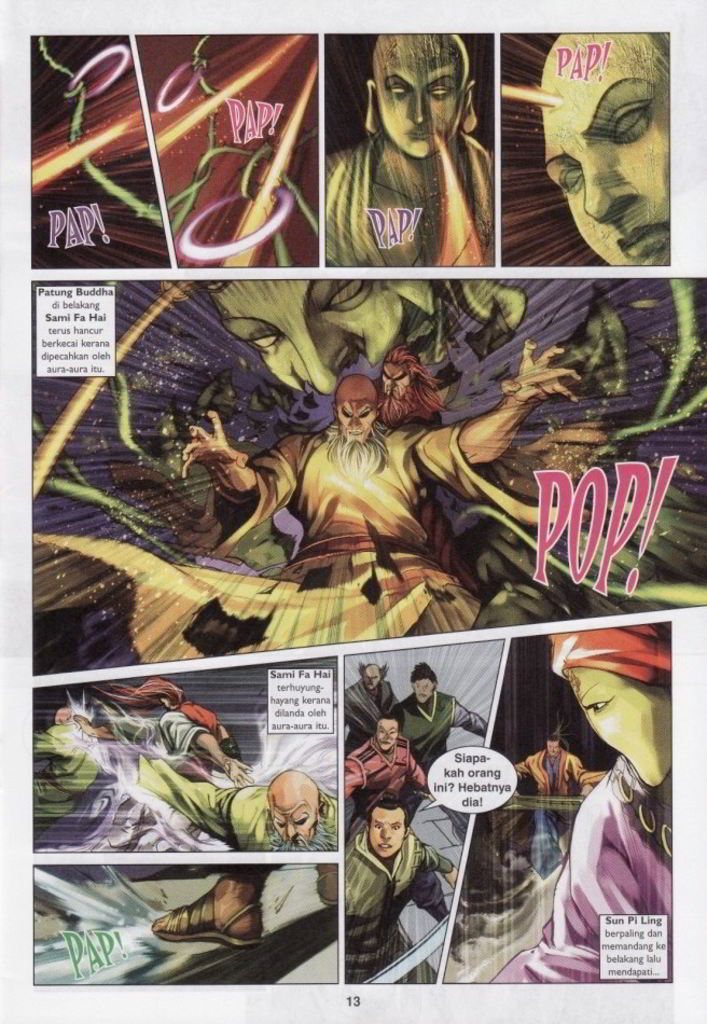 PAP!
PAP!
PAP!
PAP!
Patung Buddha
di belakang
Sami Fa Hai
terus hancur
berkecai kerana
dipecahkan oleh
aura-aura itu.
POP!
Sami Fa Hai
terhuyung-
hayang kerana
dilanda oleh
aura-aura itu.
PAP!
Siapa-
kah orang
ini? Hebatnya
dia!
Sun Pi Ling
berpaling dan
memandang ke
belakang lalu
mendapati...
13